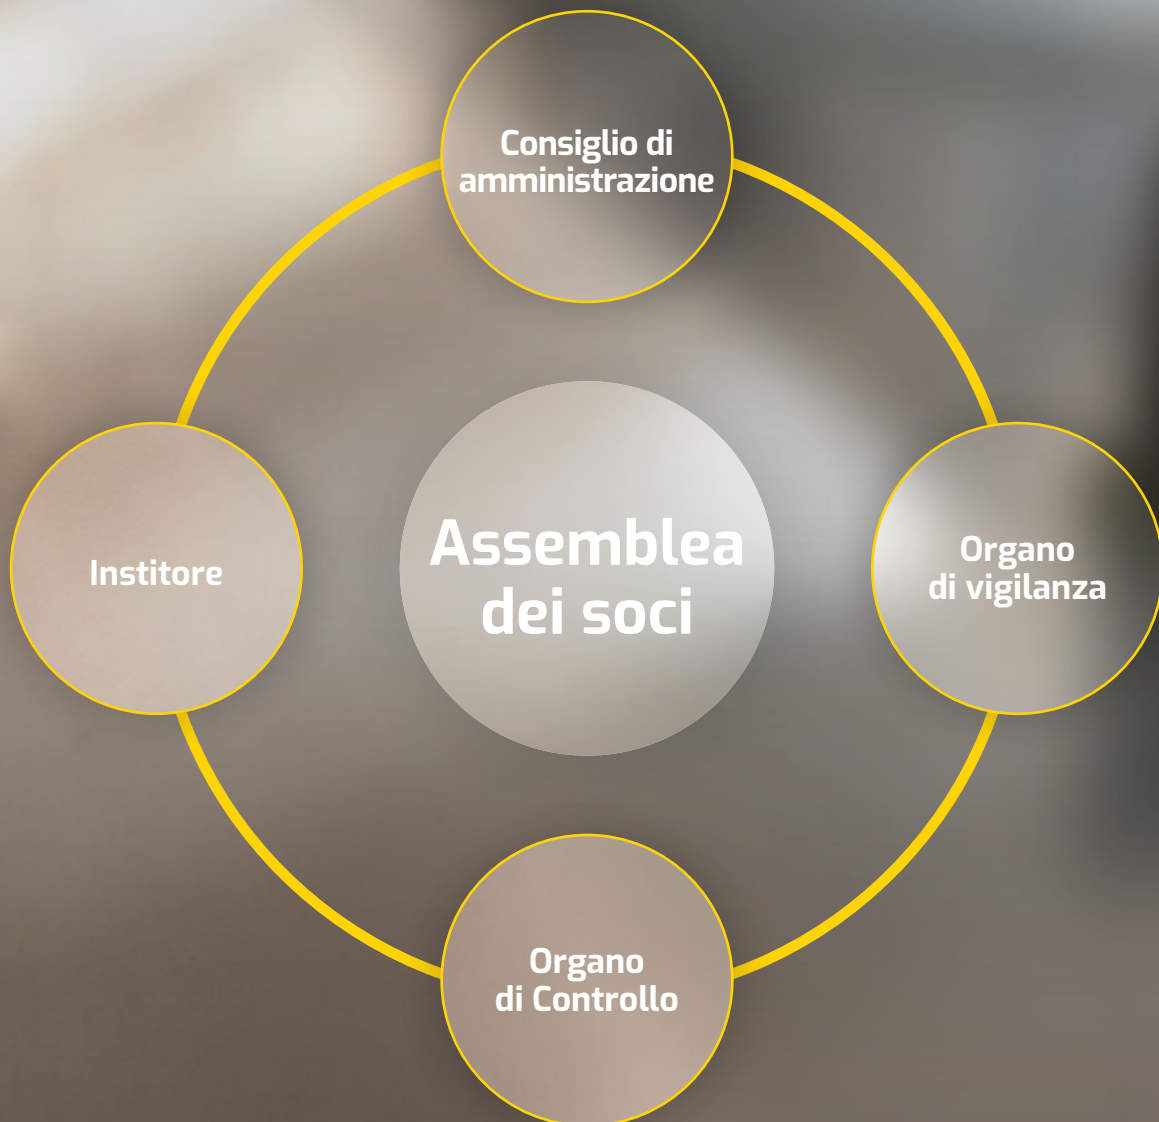 Consiglio di
amministrazione
Assemblea
dei soci
Institore
Organo
di vigilanza
Organo
di Controllo